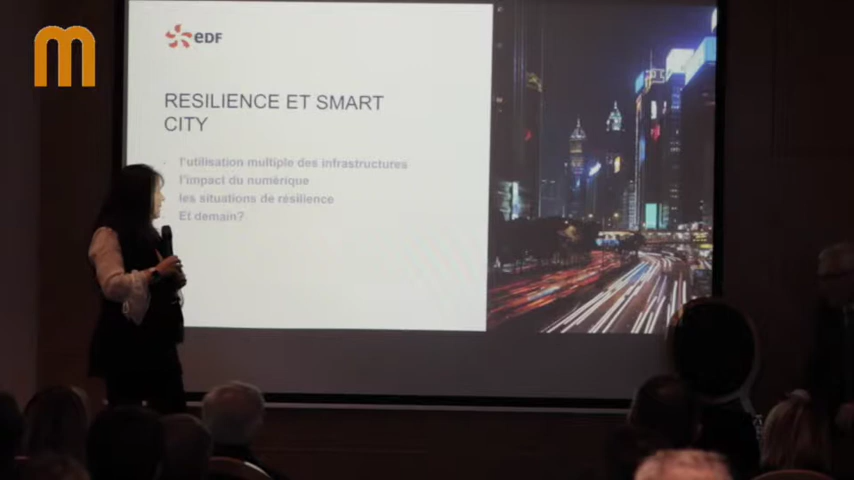 m
eDF
RESILIENCE ET SMART
CITY
l'utilisation multiple des infrastructures
l'impact du numérique
les situations de résilience
Et demain?